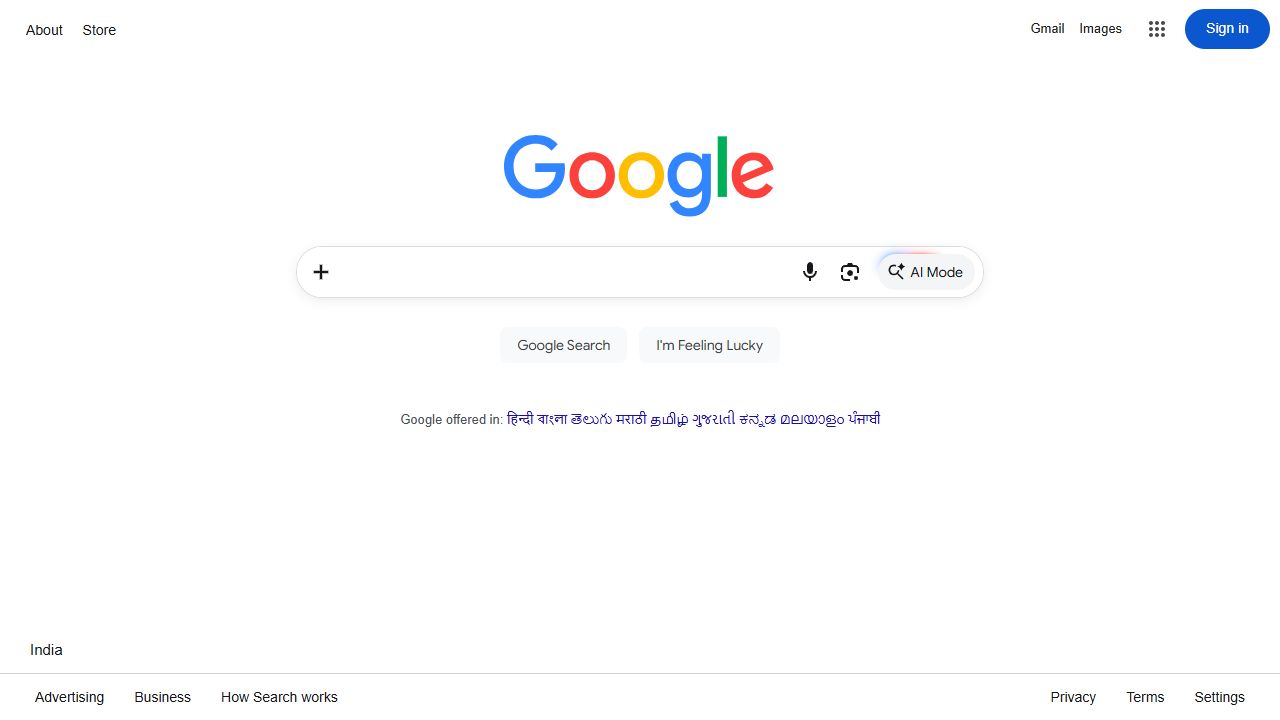 About Store Gmail Images Sign in
Google
AI Mode
Google Search I'm Feeling Lucky
Google offered in: हिन्दी বাংলা తెలుగు मराठी தமிழ் ગુજરાતી ಕನ್ನಡ മലയാളം ਪੰਜਾਬੀ
India
Advertising Business How Search works Privacy Terms Settings